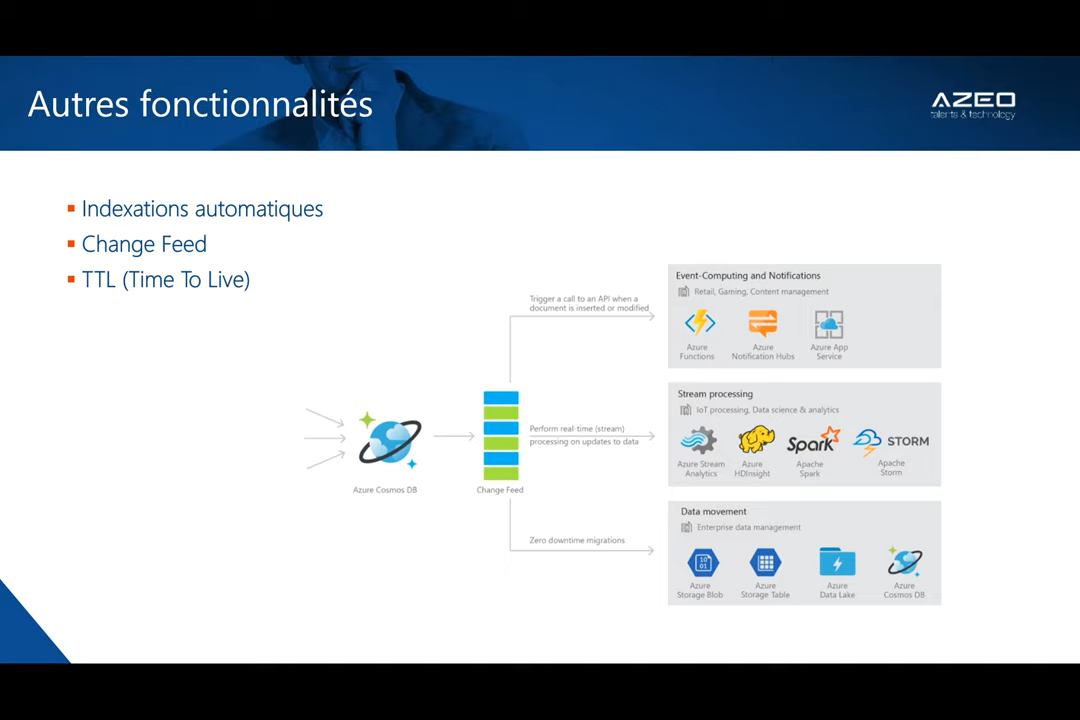 Autres fonctionnalités
AZEO
talents & technology
Indexations automatiques
Change Feed
TTL (Time To Live)
Azure Cosmos DB
Change Feed
Trigger a call to an API when a
document is inserted or modified
Perform real-time (stream)
processing on updates to data
Zero downtime migrations
Event-Computing and Notifications
Retail, Gaming, Content management
Azure
Functions
Azure
Notification Hubs
Azure App
Service
Stream processing
IoT processing, Data science & analytics
Spark
STORM
Azure Stream
Analytics
Azure
HDInsight
Apache
Spark
Apache
Storm
Data movement
Enterprise data management
10
01
Azure
Storage Blob
Azure
Storage Table
Azure
Data Lake
Azure
Cosmos DB